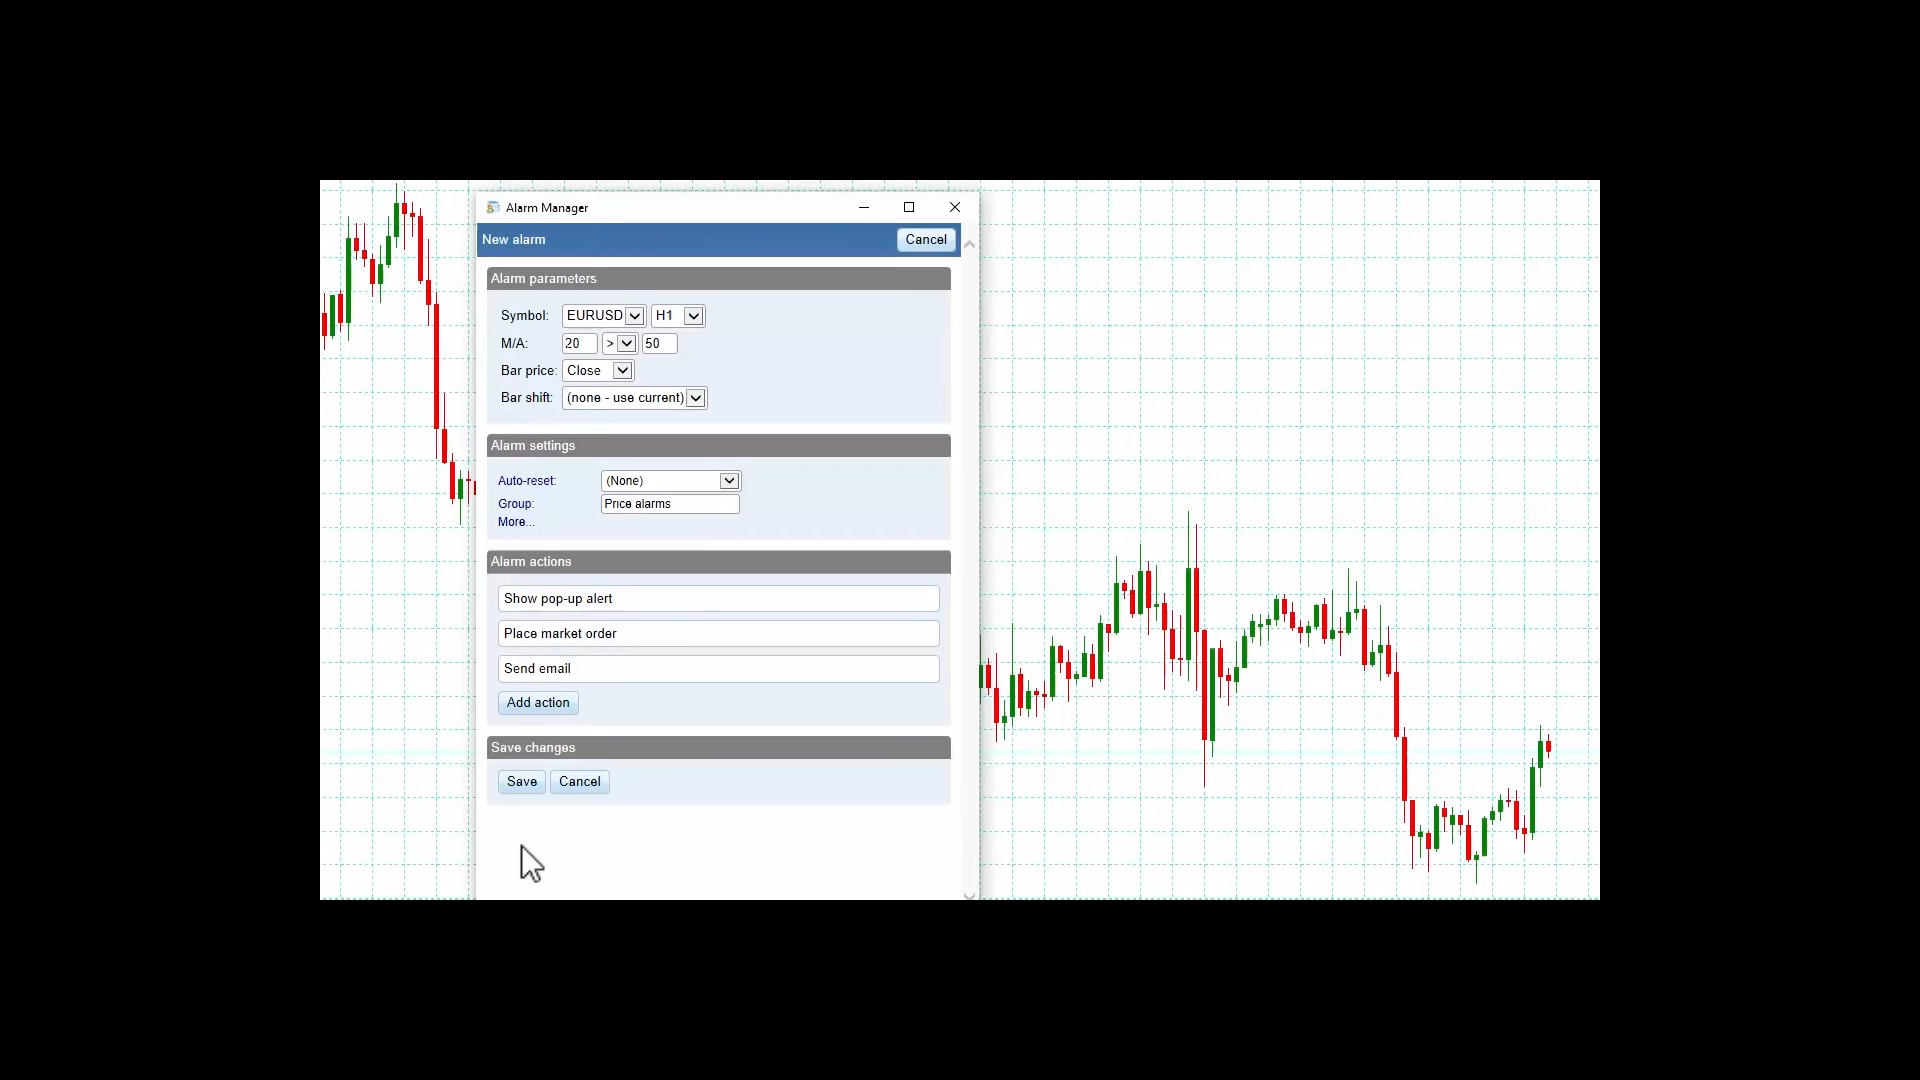 Alarm Manager
New alarm
Cancel
Alarm parameters
Symbol: EURUSD H1
M/A: 20 > 50
Bar price: Close
Bar shift: (none - use current)
Alarm settings
Auto-reset: (None)
Group: Price alarms
More...
Alarm actions
Show pop-up alert
Place market order
Send email
Add action
Save changes
Save Cancel